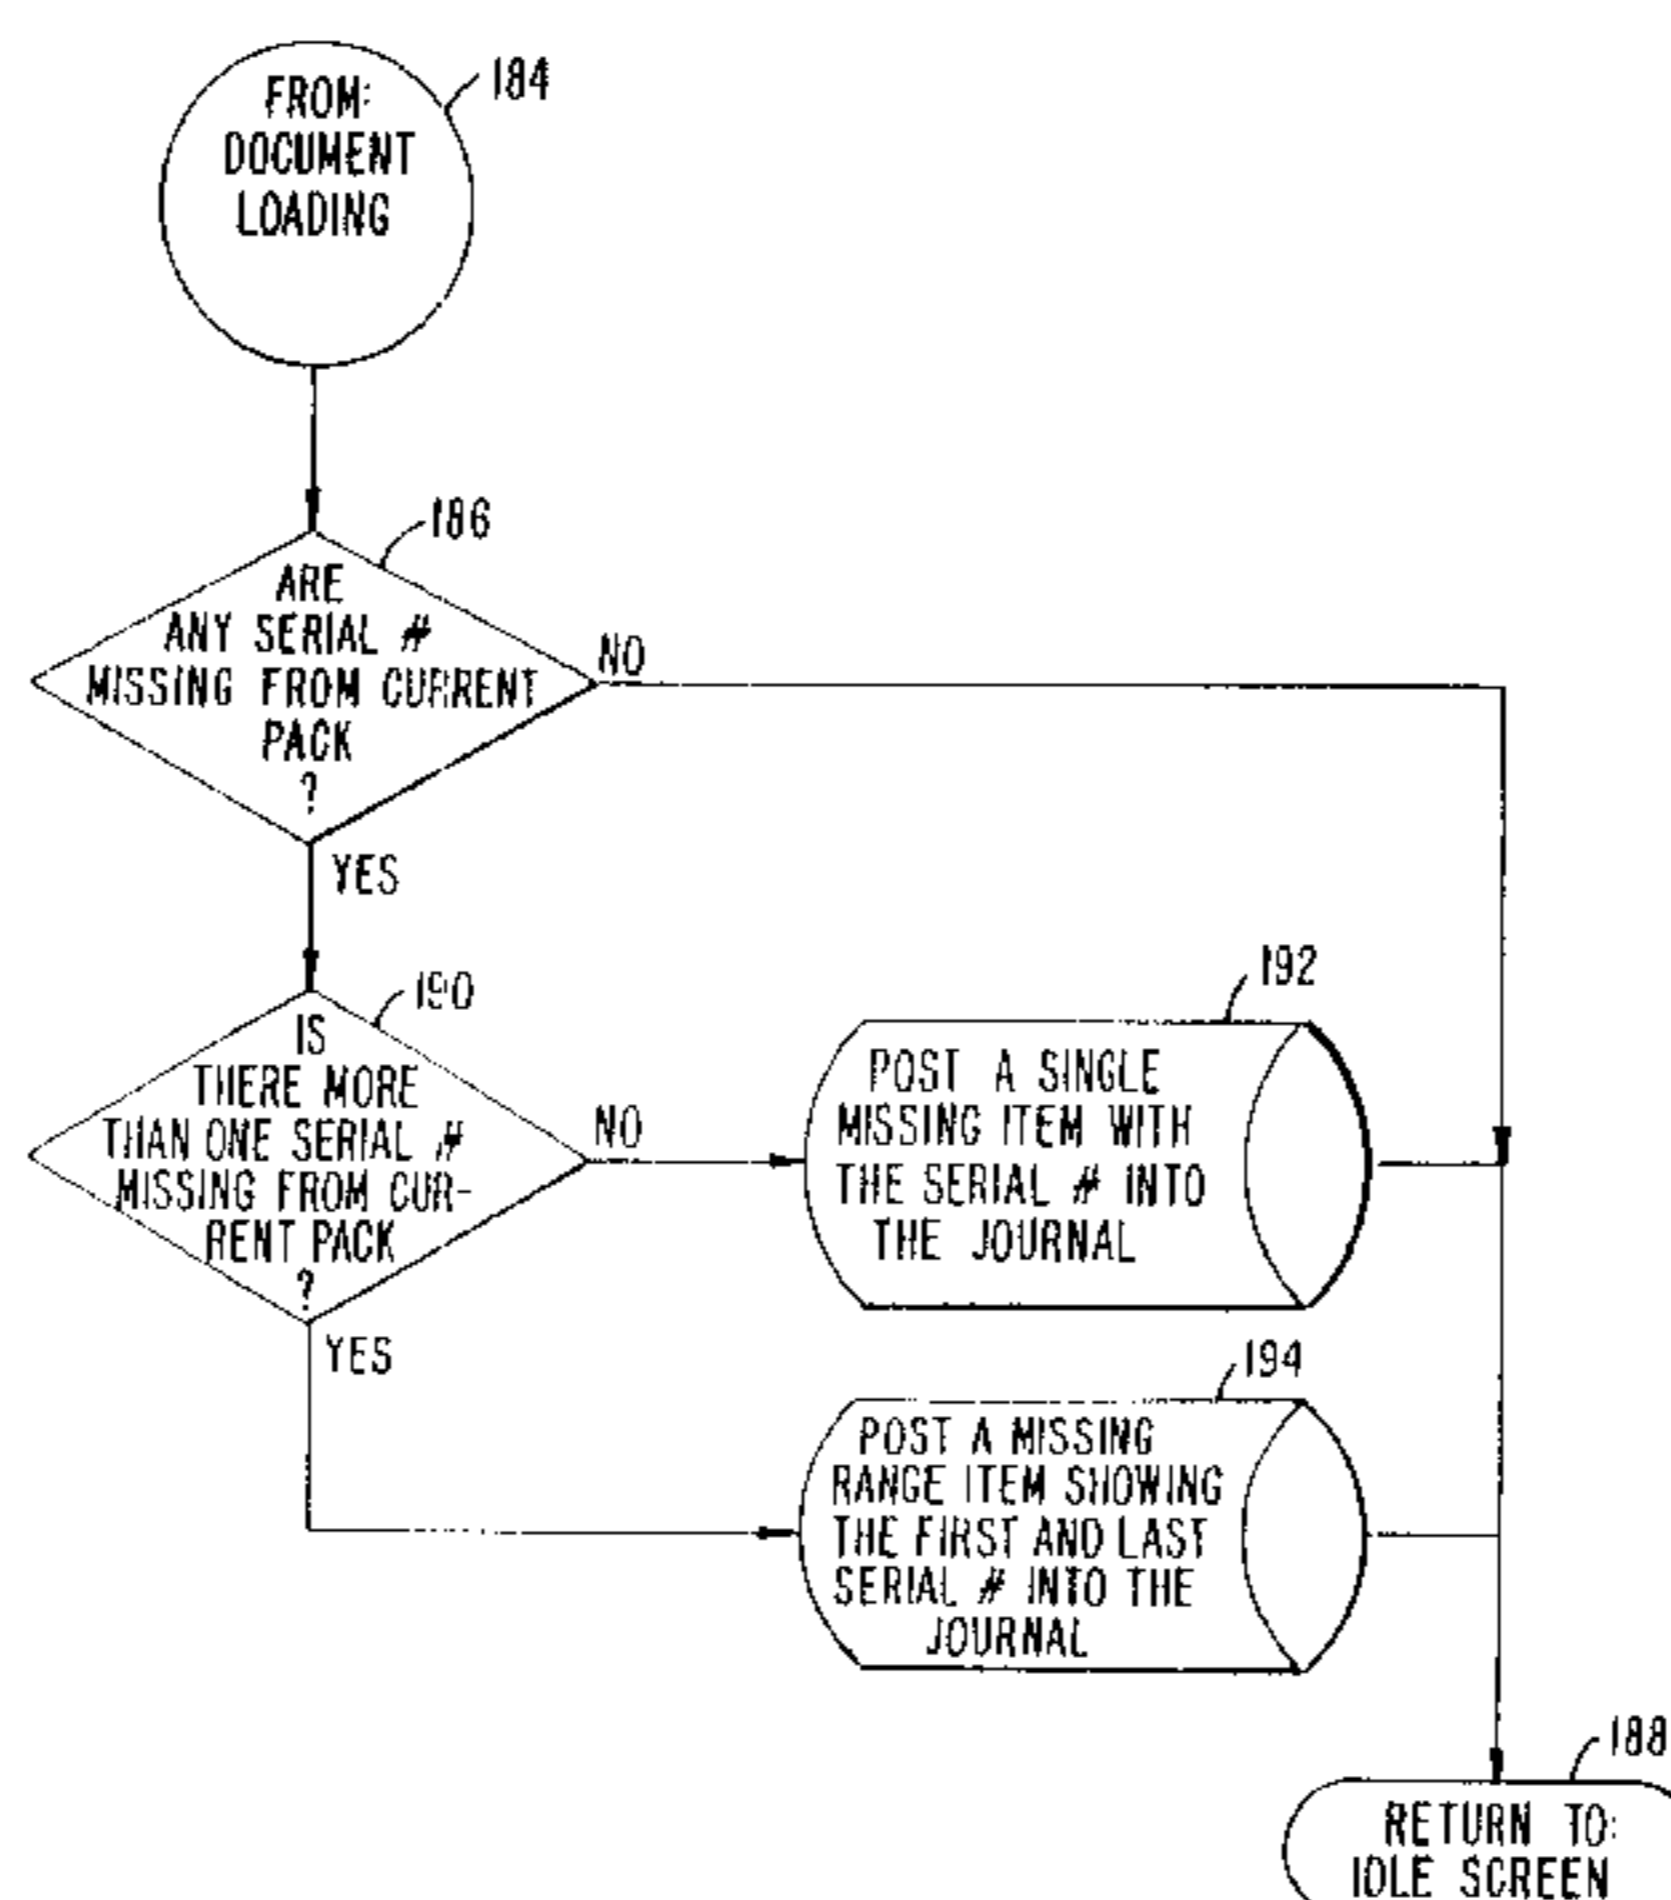 FROM:
DOCUMENT
LOADING
184
186
ARE
ANY SERIAL #
MISSING FROM CURRENT
PACK
?
NO
YES
190
IS
THERE MORE
THAN ONE SERIAL #
MISSING FROM CUR-
RENT PACK
?
NO
YES
192
POST A SINGLE
MISSING ITEM WITH
THE SERIAL # INTO
THE JOURNAL
194
POST A MISSING
RANGE ITEM SHOWING
THE FIRST AND LAST
SERIAL # INTO THE
JOURNAL
188
RETURN TO:
IDLE SCREEN